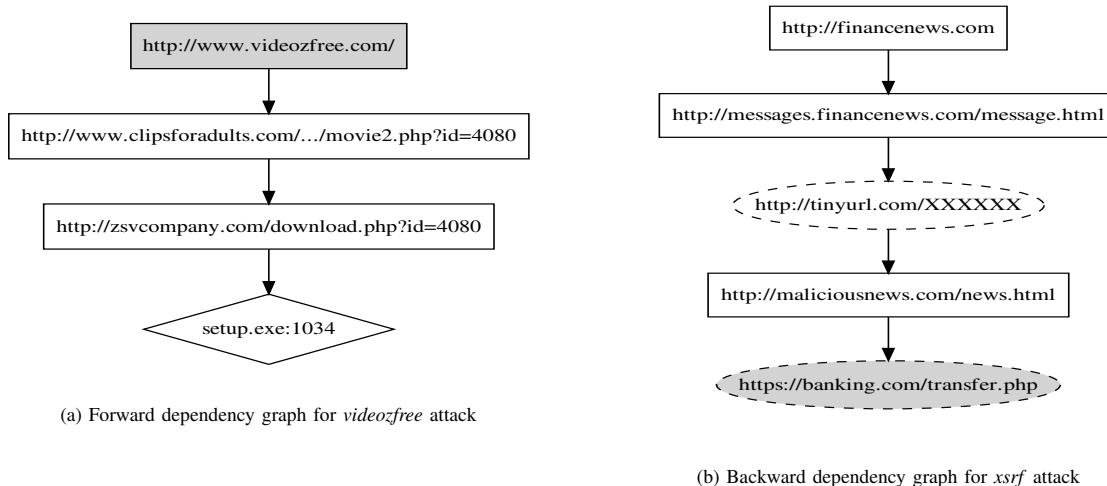 http://www.videozfree.com/
http://www.clipsforadults.com/.../movie2.php?id=4080
http://zsvcompany.com/download.php?id=4080
setup.exe:1034
(a) Forward dependency graph for videozfree attack
http://financenews.com
http://messages.financenews.com/message.html
http://tinyurl.com/XXXXXX
http://maliciousnews.com/news.html
https://banking.com/transfer.php
(b) Backward dependency graph for xsrf attack